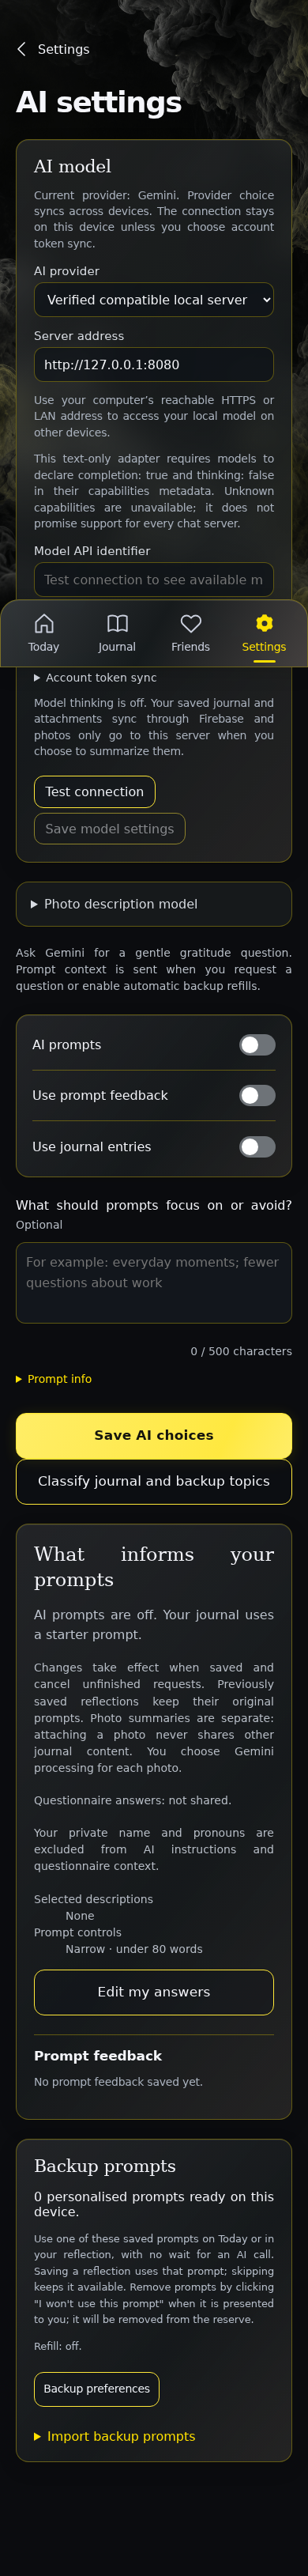 Settings
AI settings
AI model
Current provider: Gemini. Provider choice
syncs across devices. The connection stays
on this device unless you choose account
token sync.
AI provider
Verified compatible local server
Server address
http://127.0.0.1:8080
Use your computer's reachable HTTPS or
LAN address to access your local model on
other devices.
This text-only adapter requires models to
declare completion: true and thinking: false
in their capabilities metadata. Unknown
capabilities are unavailable; it does not
promise support for every chat server.
Model API identifier
Test connection to see available m
Today
Journal
Friends
Settings
Account token sync
Model thinking is off. Your saved journal and
attachments sync through Firebase and
photos only go to this server when you
choose to summarize them.
Test connection
Save model settings
Photo description model
Ask Gemini for a gentle gratitude question.
Prompt context is sent when you request a
question or enable automatic backup refills.
AI prompts
Use prompt feedback
Use journal entries
What should prompts focus on or avoid?
Optional
For example: everyday moments; fewer
questions about work
0 / 500 characters
Prompt info
Save AI choices
Classify journal and backup topics
What informs your
prompts
AI prompts are off. Your journal uses
a starter prompt.
Changes take effect when saved and
cancel unfinished requests. Previously
saved reflections keep their original
prompts. Photo summaries are separate:
attaching a photo never shares other
journal content. You choose Gemini
processing for each photo.
Questionnaire answers: not shared.
Your private name and pronouns are
excluded from AI instructions and
questionnaire context.
Selected descriptions
None
Prompt controls
Narrow · under 80 words
Edit my answers
Prompt feedback
No prompt feedback saved yet.
Backup prompts
0 personalised prompts ready on this
device.
Use one of these saved prompts on Today or in
your reflection, with no wait for an AI call.
Saving a reflection uses that prompt; skipping
keeps it available. Remove prompts by clicking
"I won't use this prompt" when it is presented
to you; it will be removed from the reserve.
Refill: off.
Backup preferences
Import backup prompts